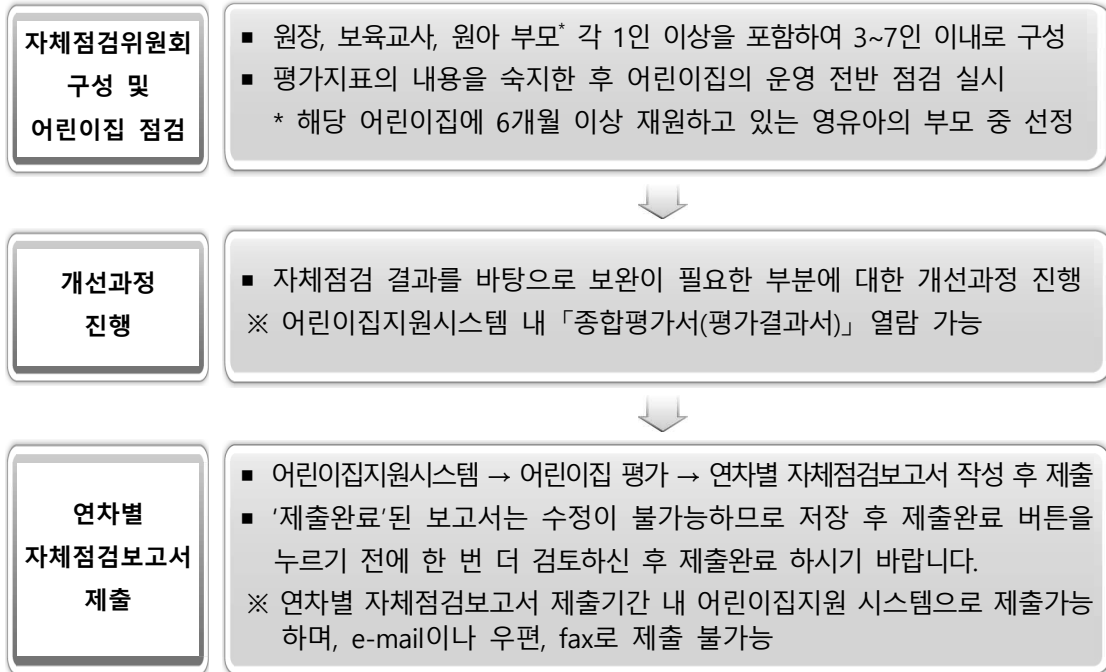 자체점검위원회
구성 및
어린이집 점검
▪ 원장, 보육교사, 원아 부모* 각 1인 이상을 포함하여 3~7인 이내로 구성
▪ 평가지표의 내용을 숙지한 후 어린이집의 운영 전반 점검 실시
* 해당 어린이집에 6개월 이상 재원하고 있는 영유아의 부모 중 선정
개선과정
진행
▪ 자체점검 결과를 바탕으로 보완이 필요한 부분에 대한 개선과정 진행
※ 어린이집지원시스템 내「종합평가서(평가결과서)」열람 가능
연차별
자체점검보고서
제출
▪ 어린이집지원시스템 → 어린이집 평가 → 연차별 자체점검보고서 작성 후 제출
▪ '제출완료'된 보고서는 수정이 불가능하므로 저장 후 제출완료 버튼을
누르기 전에 한 번 더 검토하신 후 제출완료 하시기 바랍니다.
※ 연차별 자체점검보고서 제출기간 내 어린이집지원 시스템으로 제출가능
하며, e-mail이나 우편, fax로 제출 불가능